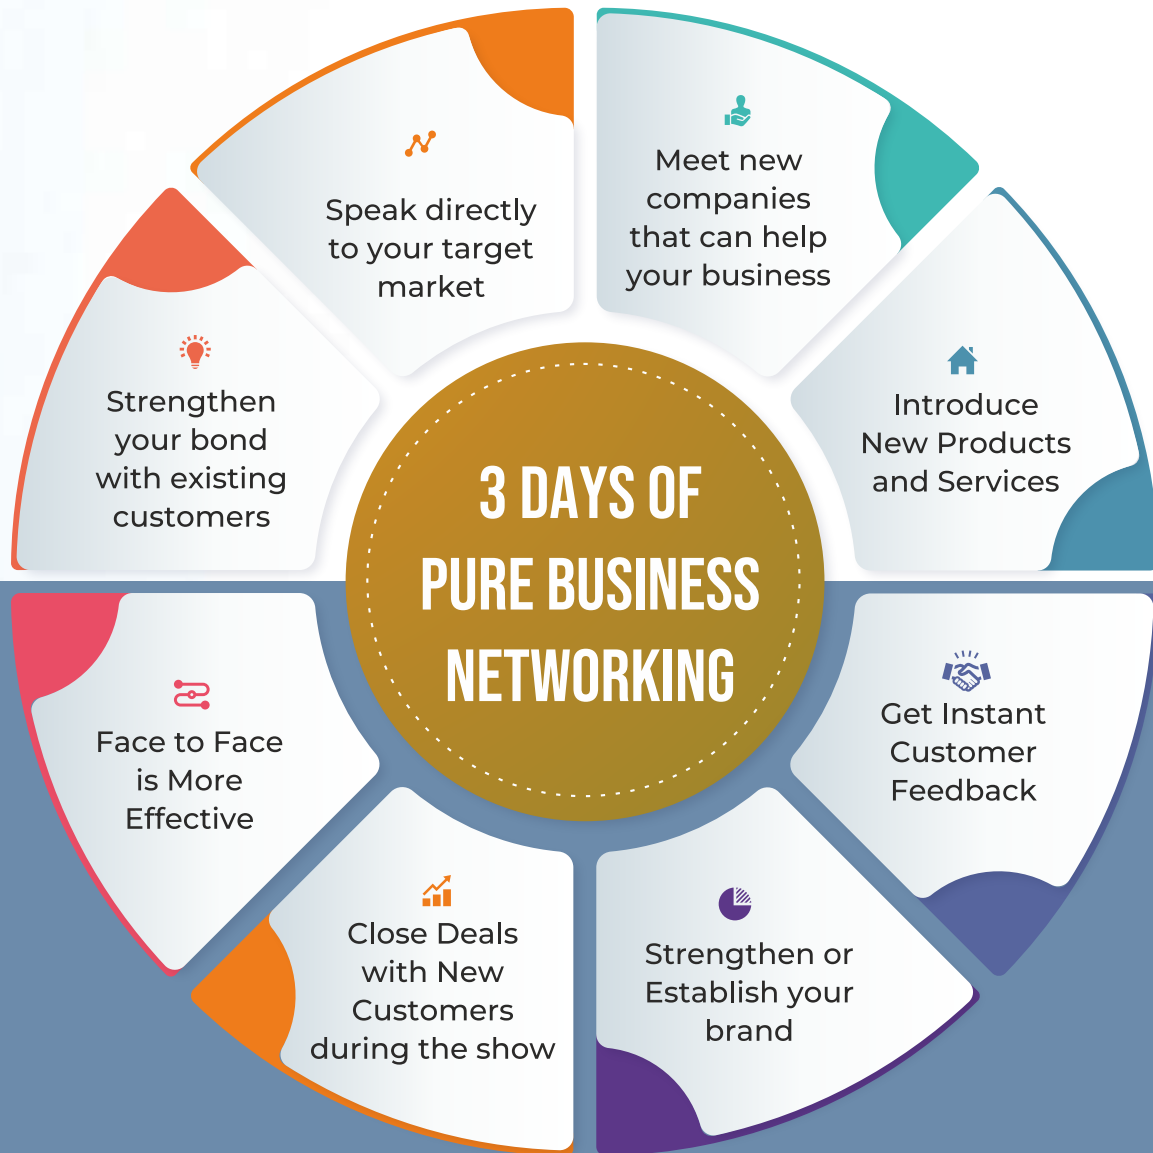 Speak directly
to your target
market
Meet new
companies
that can help
your business
Introduce
New Products
and Services
Get Instant
Customer
Feedback
Strengthen or
Establish your
brand
Close Deals
with New
Customers
during the show
Face to Face
is More
Effective
Strengthen
your bond
with existing
customers
3 DAYS OF
PURE BUSINESS
NETWORKING